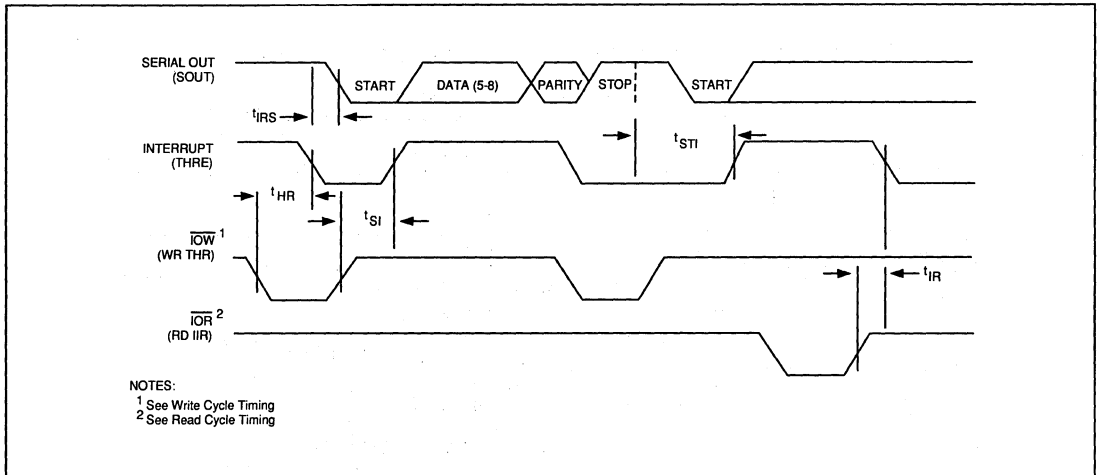 SERIAL OUT
(SOUT)
START
DATA (5-8)
PARITY
STOP
START
tIRS
tSTI
INTERRUPT
(THRE)
tHR
tSI
IOW 1
(WR THR)
tIR
IOR 2
(RD IIR)
NOTES:
1 See Write Cycle Timing
2 See Read Cycle Timing